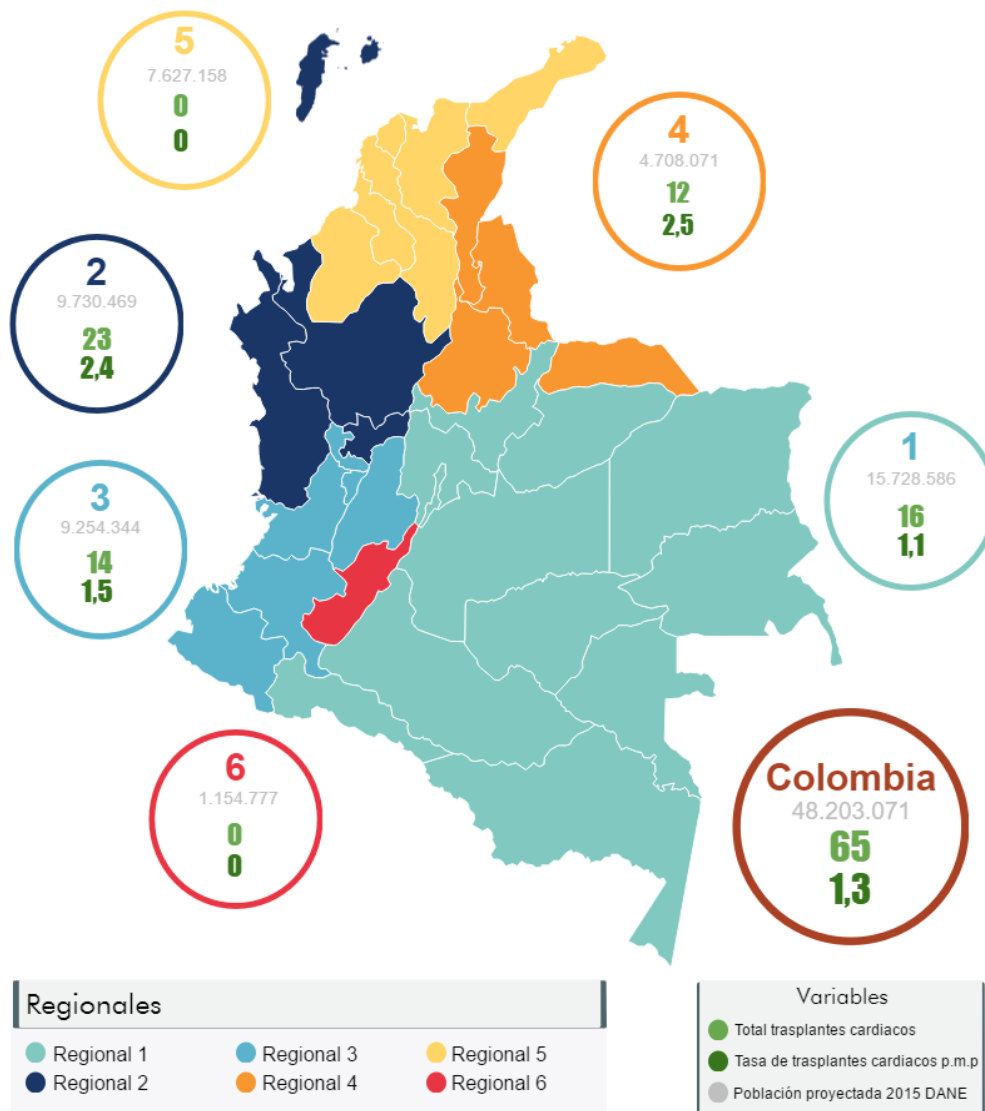 5
7.627.158
0
0
4
4.708.071
12
2,5
2
9.730.469
23
2,4
1
15.728.586
16
1,1
3
9.254.344
14
1,5
6
1.154.777
0
0
Colombia
48.203.071
65
1,3
Regionales
Regional 1
Regional 3
Regional 5
Regional 2
Regional 4
Regional 6
Variables
Total trasplantes cardiacos
Tasa de trasplantes cardiacos p.m.p
Población proyectada 2015 DANE